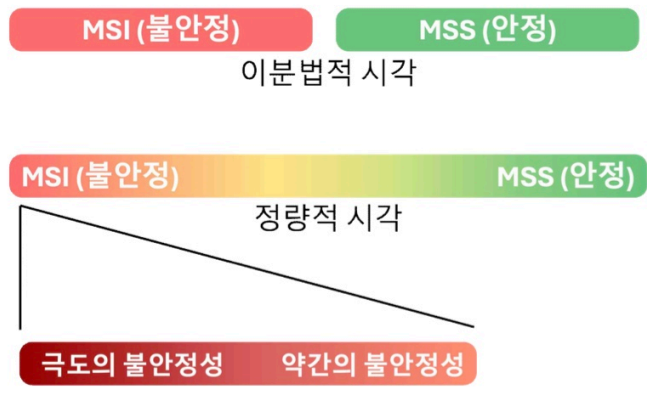 MSI (불안정) MSS (안정)
이분법적 시각
MSI (불안정) MSS (안정)
정량적 시각
극도의 불안정성 약간의 불안정성